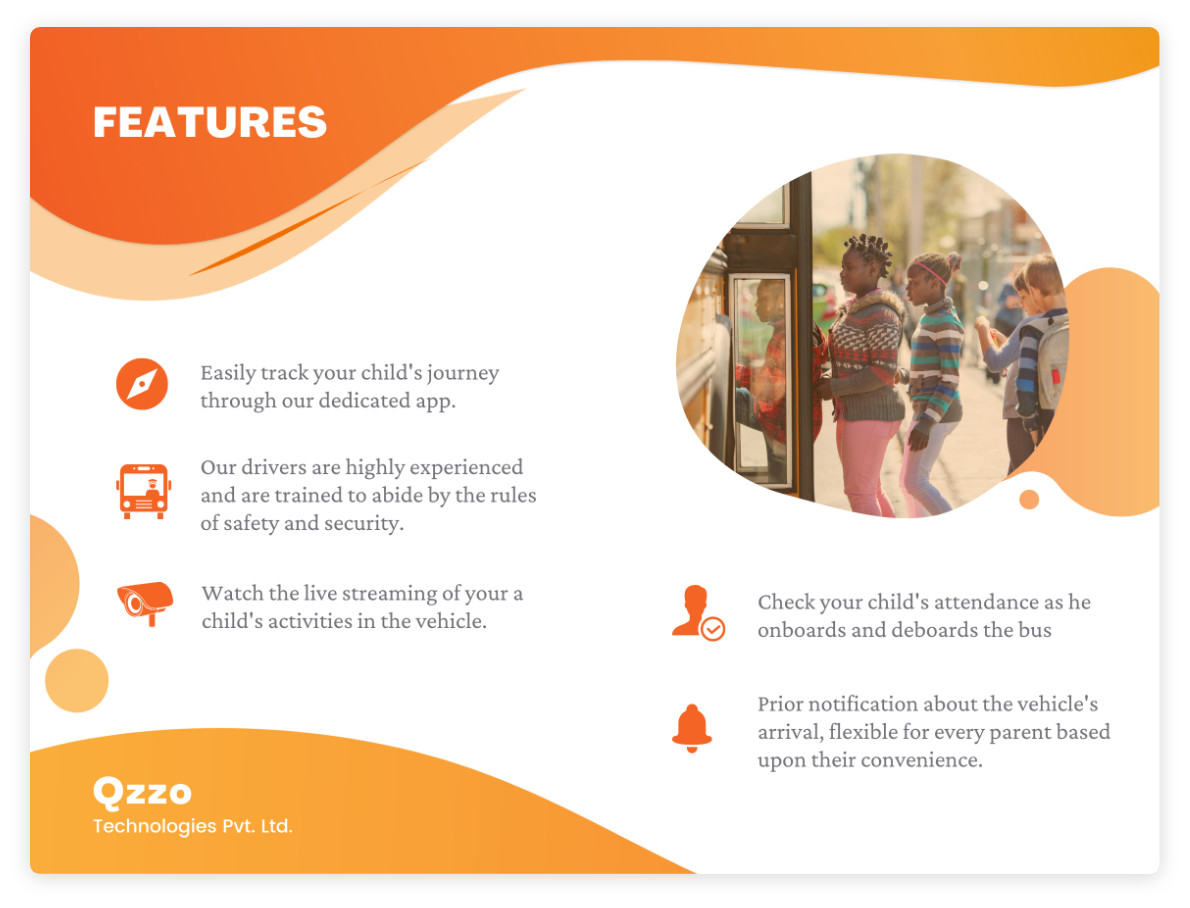 FEATURES
Easily track your child's journey
through our dedicated app.
Our drivers are highly experienced
and are trained to abide by the rules
of safety and security.
Watch the live streaming of your a
child's activities in the vehicle.
Check your child's attendance as he
onboards and deboards the bus
Prior notification about the vehicle's
arrival, flexible for every parent based
upon their convenience.
Qzzo
Technologies Pvt. Ltd.